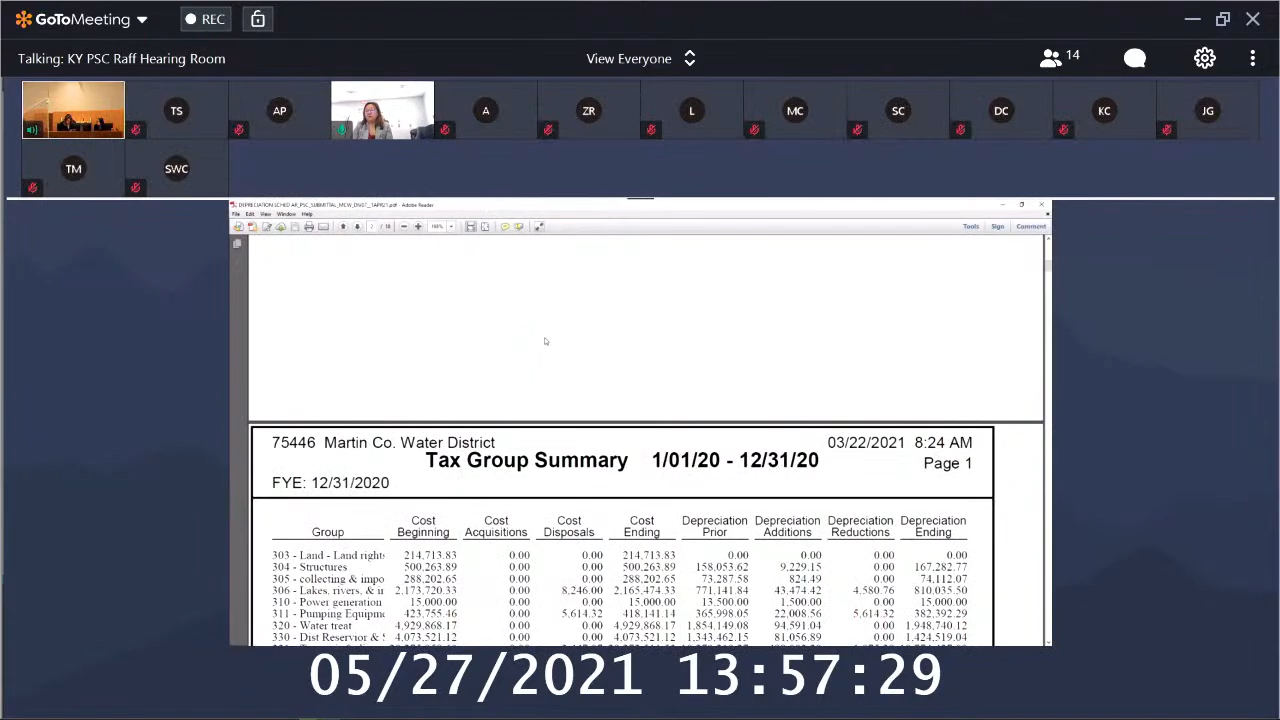 GoToMeeting
REC
Talking: KY PSC Raff Hearing Room
View Everyone
14
TS
AP
A
ZR
L
MC
SC
DC
KC
JG
TM
SWC
File Edit View Window Help
Tools Sign Comment
75446 Martin Co. Water District 03/22/2021 8:24 AM
Tax Group Summary 1/01/20 - 12/31/20
Page 1
FYE: 12/31/2020
Cost Cost Cost Cost Depreciation Depreciation Depreciation Depreciation
Group Beginning Acquisitions Disposals Ending Prior Additions Reductions Ending
303 - Land - Land rights 214,713.83 0.00 0.00 214,713.83 0.00 0.00 0.00 0.00
304 - Structures 500,263.89 0.00 0.00 500,263.89 158,053.62 9,229.15 0.00 167,282.77
305 - collecting & impo 288,202.65 0.00 0.00 288,202.65 73,287.58 824.49 0.00 74,112.07
306 - Lakes, rivers, & in 2,173,720.33 0.00 8,246.00 2,165,474.33 771,141.84 43,474.42 4,580.76 810,035.50
310 - Power generation 15,000.00 0.00 0.00 15,000.00 13,500.00 1,500.00 0.00 15,000.00
311 - Pumping Equipme 423,755.46 0.00 5,614.32 418,141.14 365,998.05 22,008.56 5,614.32 382,392.29
320 - Water treat 4,929,868.17 0.00 0.00 4,929,868.17 1,854,149.08 94,591.04 0.00 1,948,740.12
330 - Dist Reservior & S 4,073,521.12 0.00 0.00 4,073,521.12 1,343,462.15 81,056.89 0.00 1,424,519.04
05/27/2021 13:57:29